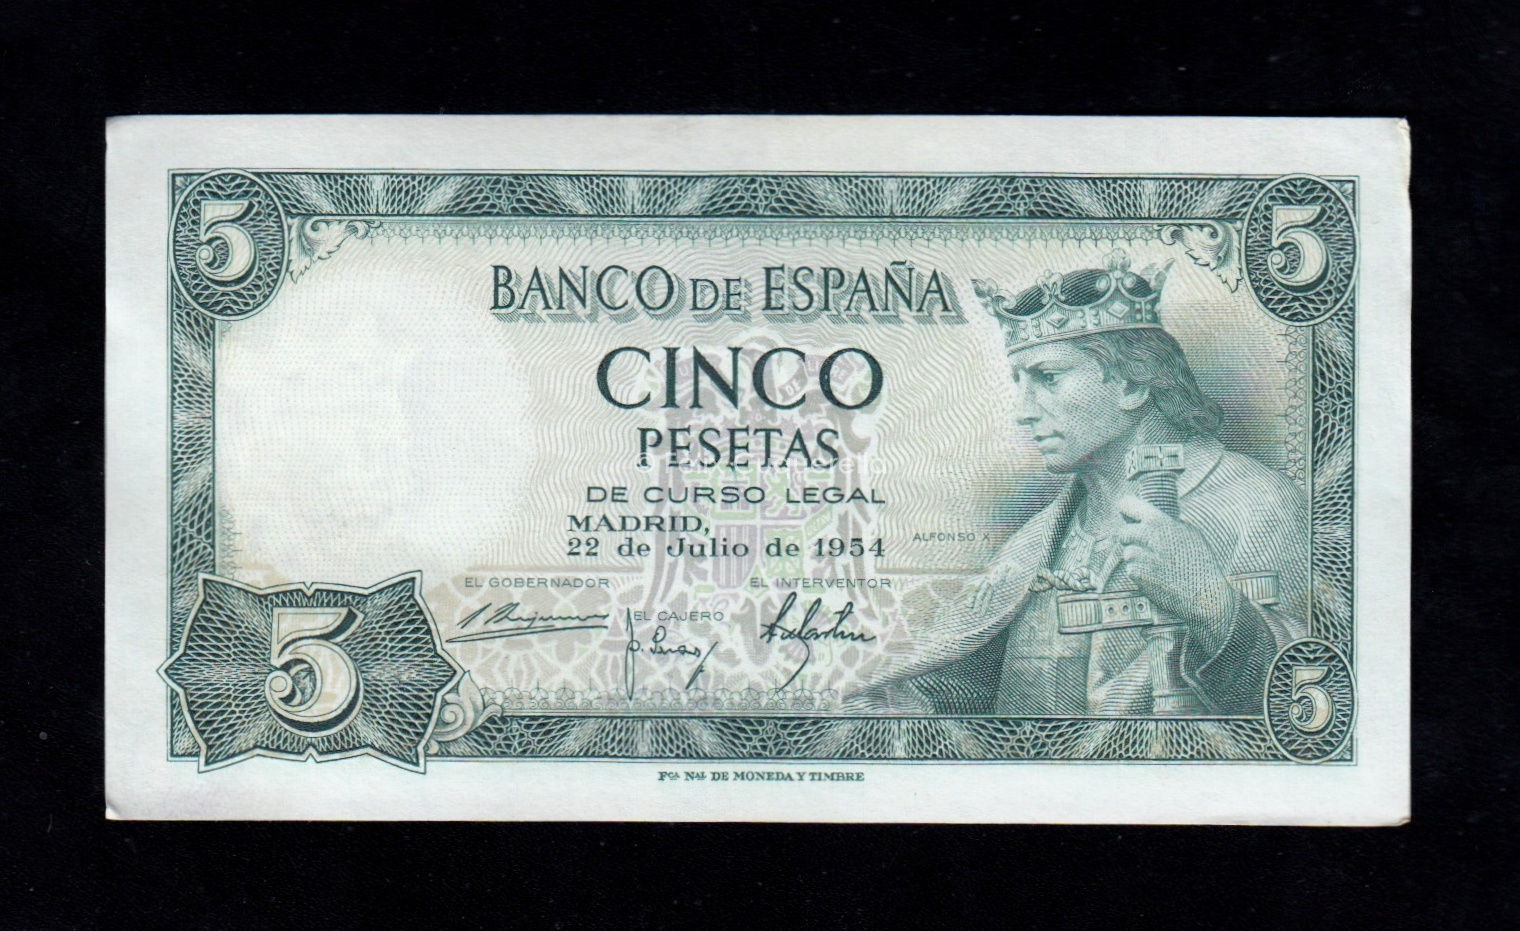 5
5
BANCO DE ESPAÑA
CINCO
PESETAS
DE CURSO LEGAL
MADRID,
22 de Julio de 1954
ALFONSO X
EL GOBERNADOR
EL INTERVENTOR
EL CAJERO
5
5
Fca Nal DE MONEDA Y TIMBRE